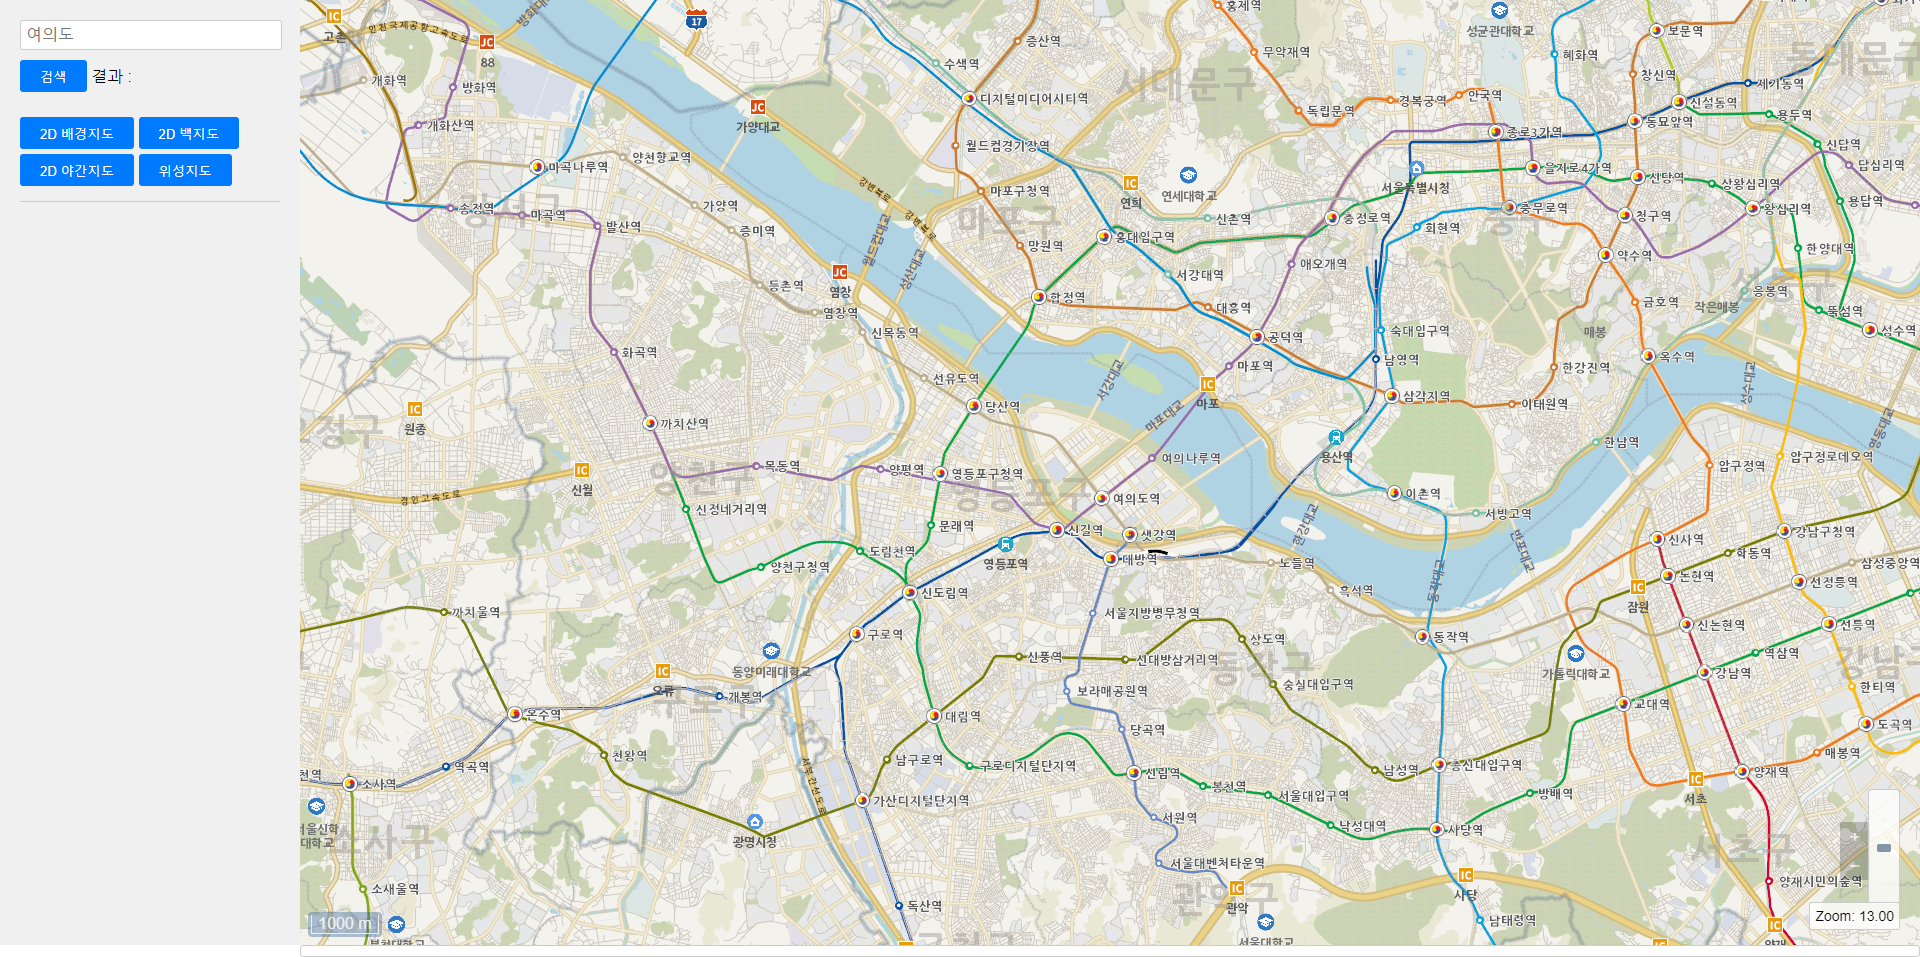 여의도
검색 결과 :
2D 배경지도 2D 백지도
2D 야간지도 위성지도
IC
고촌
인천국제공항고속도로
JC
88
17
방화대교
증산역
홍제역
성균관대학교
보문역
무악재역
혜화역
수색역
개화역
방화역
디지털미디어시티역
창신역
제기동역
JC
가양대교
경복궁역
안국역
신설동역
독립문역
용두역
동묘앞역
개화산역
종로3가역
서대문구
신답역
월드컵경기장역
양천향교역
마곡나루역
답십리역
을지로4가역
신당역
상왕십리역
연세대학교
IC
연희
서울특별시청
마포구청역
강변북로
강변북로
용답역
가양역
송정역
마곡역
발산역
신촌역
충정로역
충무로역
청구역
왕십리역
마포구
중구
증미역
홍대입구역
회현역
한양대역
망원역
월드컵대교
성산대교
약수역
애오개역
서강대역
JC
염창
등촌역
합정역
응봉역
금호역
작은매봉
대흥역
뚝섬역
염창역
신목동역
공덕역
숙대입구역
매봉
성수역
화곡역
남영역
옥수역
마포역
한강진역
선유도역
서강대교
IC
마포
성수대교
삼각지역
이태원역
당산역
마포대교
IC
원종
까치산역
한남역
영동대교
용산역
여의나루역
압구정역
압구정로데오역
목동역
양평역
영등포구청역
IC
신월
양천구
경인고속도로
영등포구
여의도역
이촌역
신정네거리역
서빙고역
문래역
신길역
샛강역
한강대교
반포대교
신사역
강남구청역
영등포역
도림천역
대방역
학동역
노들역
삼성중앙역
양천구청역
동작대교
논현역
선정릉역
흑석역
신도림역
IC
잠원
까치울역
서울지방병무청역
신논현역
선릉역
구로역
상도역
동작역
동양미래대학교
신풍역
신대방삼거리역
가톨릭대학교
역삼역
IC
오류
동작구
강남구
강남역
개봉역
보라매공원역
숭실대입구역
한티역
구로구
온수역
대림역
교대역
당곡역
도곡역
천왕역
매봉역
남구로역
구로디지털단지역
신림역
남성역
총신대입구역
역곡역
양재역
소사역
봉천역
IC
서초
가산디지털단지역
서울대입구역
방배역
서부간선도로
서원역
낙성대역
사당역
광명시청
소사구
서초구
서울대벤처타운역
IC
사당
양재시민의숲역
소새울역
관악구
IC
관악
독산역
남태령역
1000 m
Zoom: 13.00
IC
서울대학교